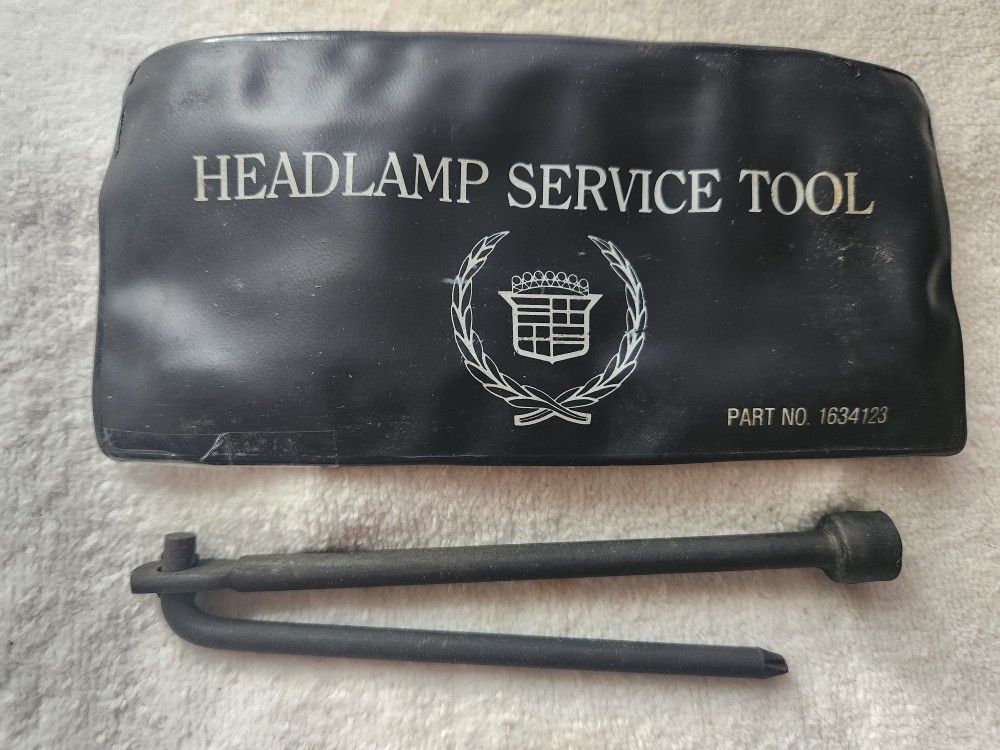 HEADLAMP SERVICE TOOL
PART NO. 1634123